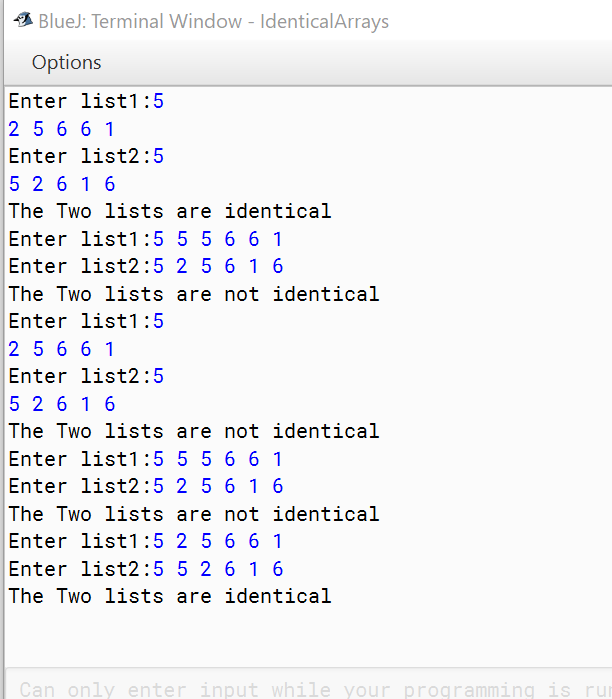 BlueJ: Terminal Window - IdenticalArrays
Options
Enter list1:5
2 5 6 6 1
Enter list2:5
5 2 6 1 6
The Two lists are identical
Enter list1:5 5 5 6 6 1
Enter list2:5 2 5 6 1 6
The Two lists are not identical
Enter list1:5
2 5 6 6 1
Enter list2:5
5 2 6 1 6
The Two lists are not identical
Enter list1:5 5 5 6 6 1
Enter list2:5 2 5 6 1 6
The Two lists are not identical
Enter list1:5 2 5 6 6 1
Enter list2:5 5 2 6 1 6
The Two lists are identical
Can only enter input while your programming is ru